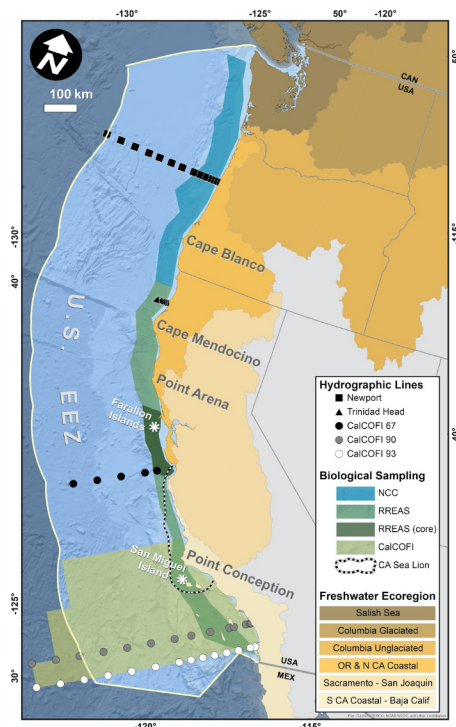 -130°
-125°
50°
-120°
N
100 km
CAN
USA
50°
-115°
-130°
40°
Cape Blanco
U.S. EEZ
Cape Mendocino
Point Arena
Farallon
Islands
40°
San Miguel
Island
Point Conception
-125°
30°
USA
MEX
-120°
-115°
Hydrographic Lines
Newport
Trinidad Head
CalCOFI 67
CalCOFI 90
CalCOFI 93
Biological Sampling
NCC
RREAS
RREAS (core)
CalCOFI
CA Sea Lion
Freshwater Ecoregion
Salish Sea
Columbia Glaciated
Columbia Unglaciated
OR & N CA Coastal
Sacramento - San Joaquin
S CA Coastal - Baja Calif